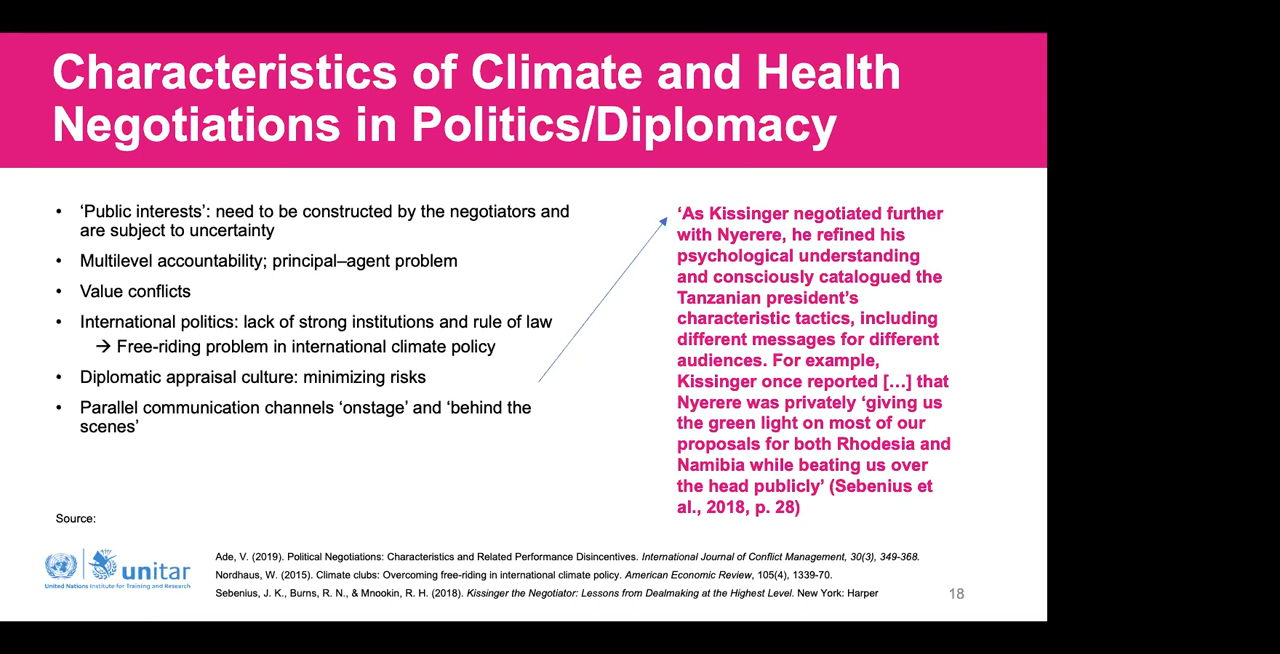 Characteristics of Climate and Health
Negotiations in Politics/Diplomacy
• ‘Public interests’: need to be constructed by the negotiators and
are subject to uncertainty
• Multilevel accountability; principal–agent problem
• Value conflicts
• International politics: lack of strong institutions and rule of law
→ Free-riding problem in international climate policy
• Diplomatic appraisal culture: minimizing risks
• Parallel communication channels ‘onstage’ and ‘behind the
scenes’
‘As Kissinger negotiated further
with Nyerere, he refined his
psychological understanding
and consciously catalogued the
Tanzanian president’s
characteristic tactics, including
different messages for different
audiences. For example,
Kissinger once reported […] that
Nyerere was privately ‘giving us
the green light on most of our
proposals for both Rhodesia and
Namibia while beating us over
the head publicly’ (Sebenius et
al., 2018, p. 28)
Source:
unitar
United Nations Institute for Training and Research
Ade, V. (2019). Political Negotiations: Characteristics and Related Performance Disincentives. International Journal of Conflict Management, 30(3), 349-368.
Nordhaus, W. (2015). Climate clubs: Overcoming free-riding in international climate policy. American Economic Review, 105(4), 1339-70.
Sebenius, J. K., Burns, R. N., & Mnookin, R. H. (2018). Kissinger the Negotiator: Lessons from Dealmaking at the Highest Level. New York: Harper
18